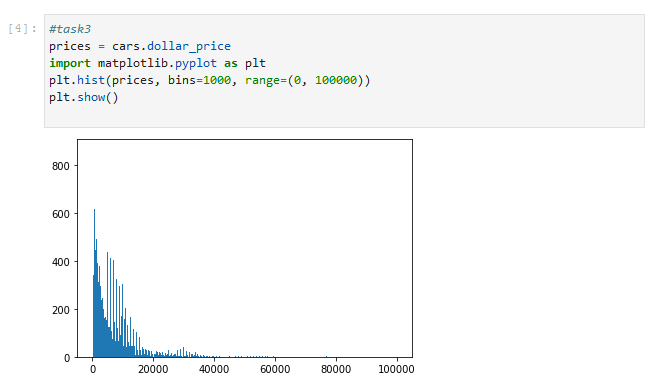 [4]:
#task3
prices = cars.dollar_price
import matplotlib.pyplot as plt
plt.hist(prices, bins=1000, range=(0, 100000))
plt.show()
800
600
400
200
0
0 20000 40000 60000 80000 100000